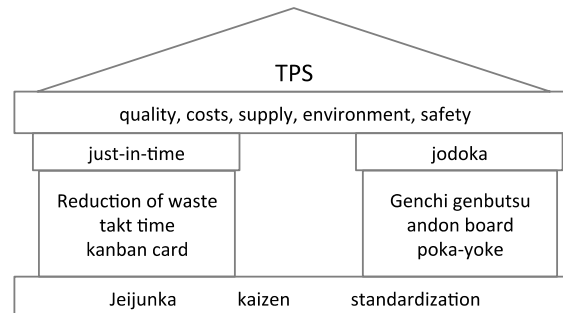 TPS
quality, costs, supply, environment, safety
just-in-time
jodoka
Reduction of waste
takt time
kanban card
Genchi genbutsu
andon board
poka-yoke
Jeijunka kaizen standardization